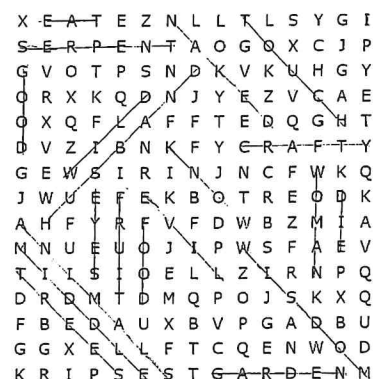 X E A T E Z N L L T L S Y G I
S E R P E N T A O G O X C J P
G V O T P S N D K V K U H G Y
O R X K Q D N J Y E Z V C A E
O X Q F L A F F T E D Q G H T
D V Z I B N K F Y C R A F T Y
G E W S I R I N J N C F W K Q
J W U E F E K B O T R E O D K
A H F Y R F V F D W B Z M I A
M N U E U O J I P W S F A E V
T I I S I O E L L Z I R N P Q
D R D M T D M Q P O J S K X Q
F B E D A U X B V P G A D B U
G G X E L L F T C Q E N W O D
K R I P S E S T G A R D E N M